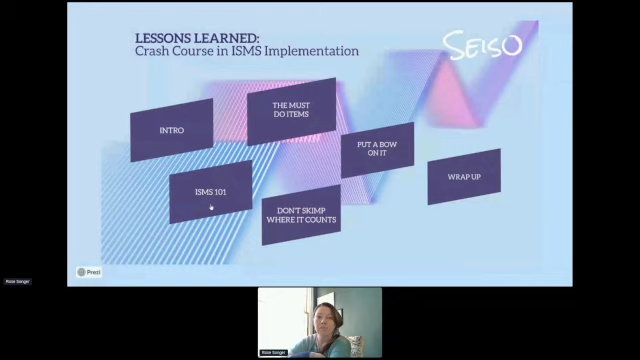 LESSONS LEARNED:
Crash Course in ISMS Implementation
SEISO
INTRO
THE MUST
DO ITEMS
PUT A BOW
ON IT
WRAP UP
ISMS 101
DON'T SKIMP
WHERE IT COUNTS
Prezi
Rosie Sanger
Rosie Sanger